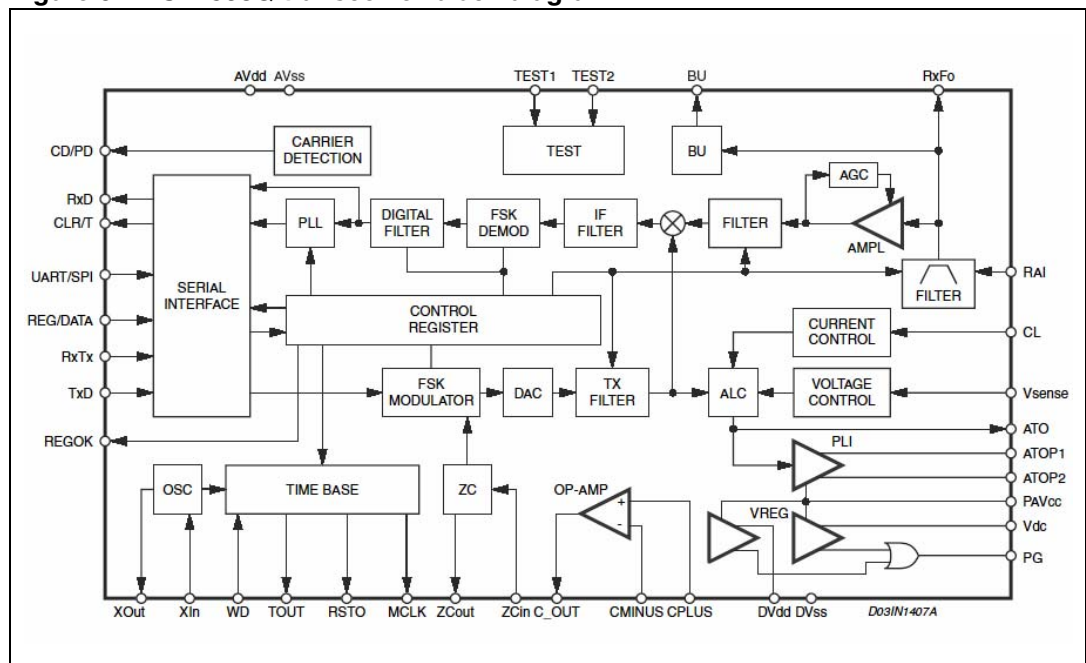 AVdd AVss TEST1 TEST2 BU RxFo
CD/PD
CARRIER
DETECTION
TEST
BU
AGC
RxD
CLR/T
PLL
DIGITAL
FILTER
FSK
DEMOD
IF
FILTER
FILTER
AMPL
UART/SPI
SERIAL
INTERFACE
FILTER
RAI
REG/DATA
CONTROL
REGISTER
CURRENT
CONTROL
CL
RxTx
TxD
FSK
MODULATOR
DAC
TX
FILTER
ALC
VOLTAGE
CONTROL
Vsense
ATO
REGOK
PLI
ATOP1
ATOP2
OSC
TIME BASE
ZC
OP-AMP
+
-
VREG
PAVcc
Vdc
PG
XOut XIn WD TOUT RSTO MCLK ZCout ZCin C_OUT CMINUS CPLUS DVdd DVss D03IN1407A